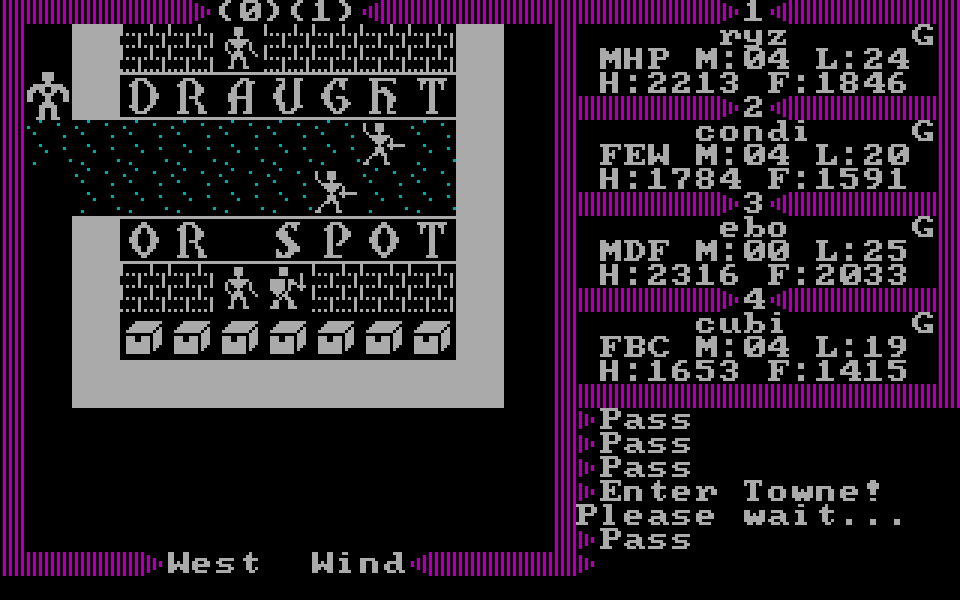 (0)(1)
DRAUGHT
OR SPOT
West Wind
1
ryz G
MHP M:04 L:24
H:2213 F:1846
2
condi G
FEW M:04 L:20
H:1784 F:1591
3
ebo G
MDF M:00 L:25
H:2316 F:2033
4
cubi G
FBC M:04 L:19
H:1653 F:1415
Pass
Pass
Pass
Enter Towne!
Please wait...
Pass